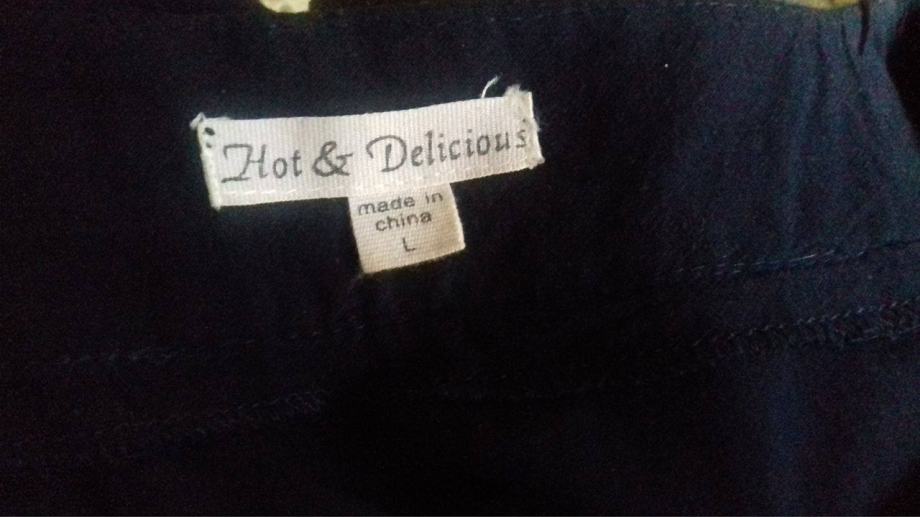 Hot & Delicious
made in
china
L